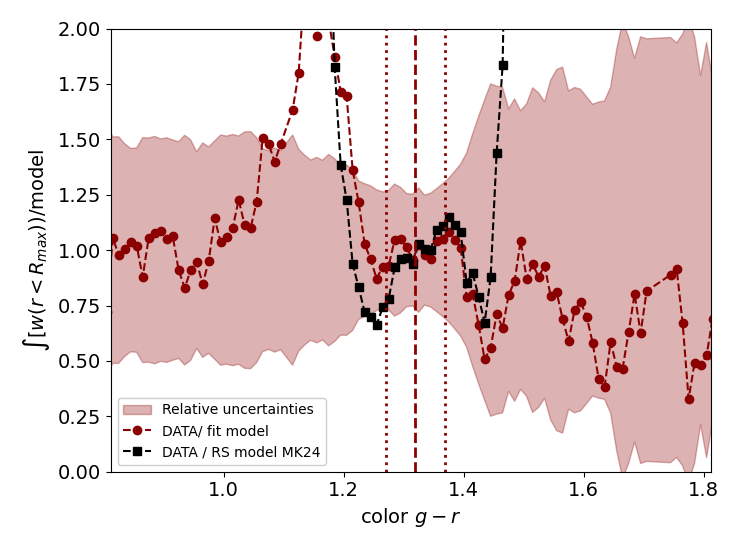 2.00
1.75
1.50
1.25
1.00
0.75
0.50
0.25
0.00
∫[w(r < R_{max}))/model
Relative uncertainties
DATA/ fit model
DATA / RS model MK24
1.0 1.2 1.4 1.6 1.8
color g − r